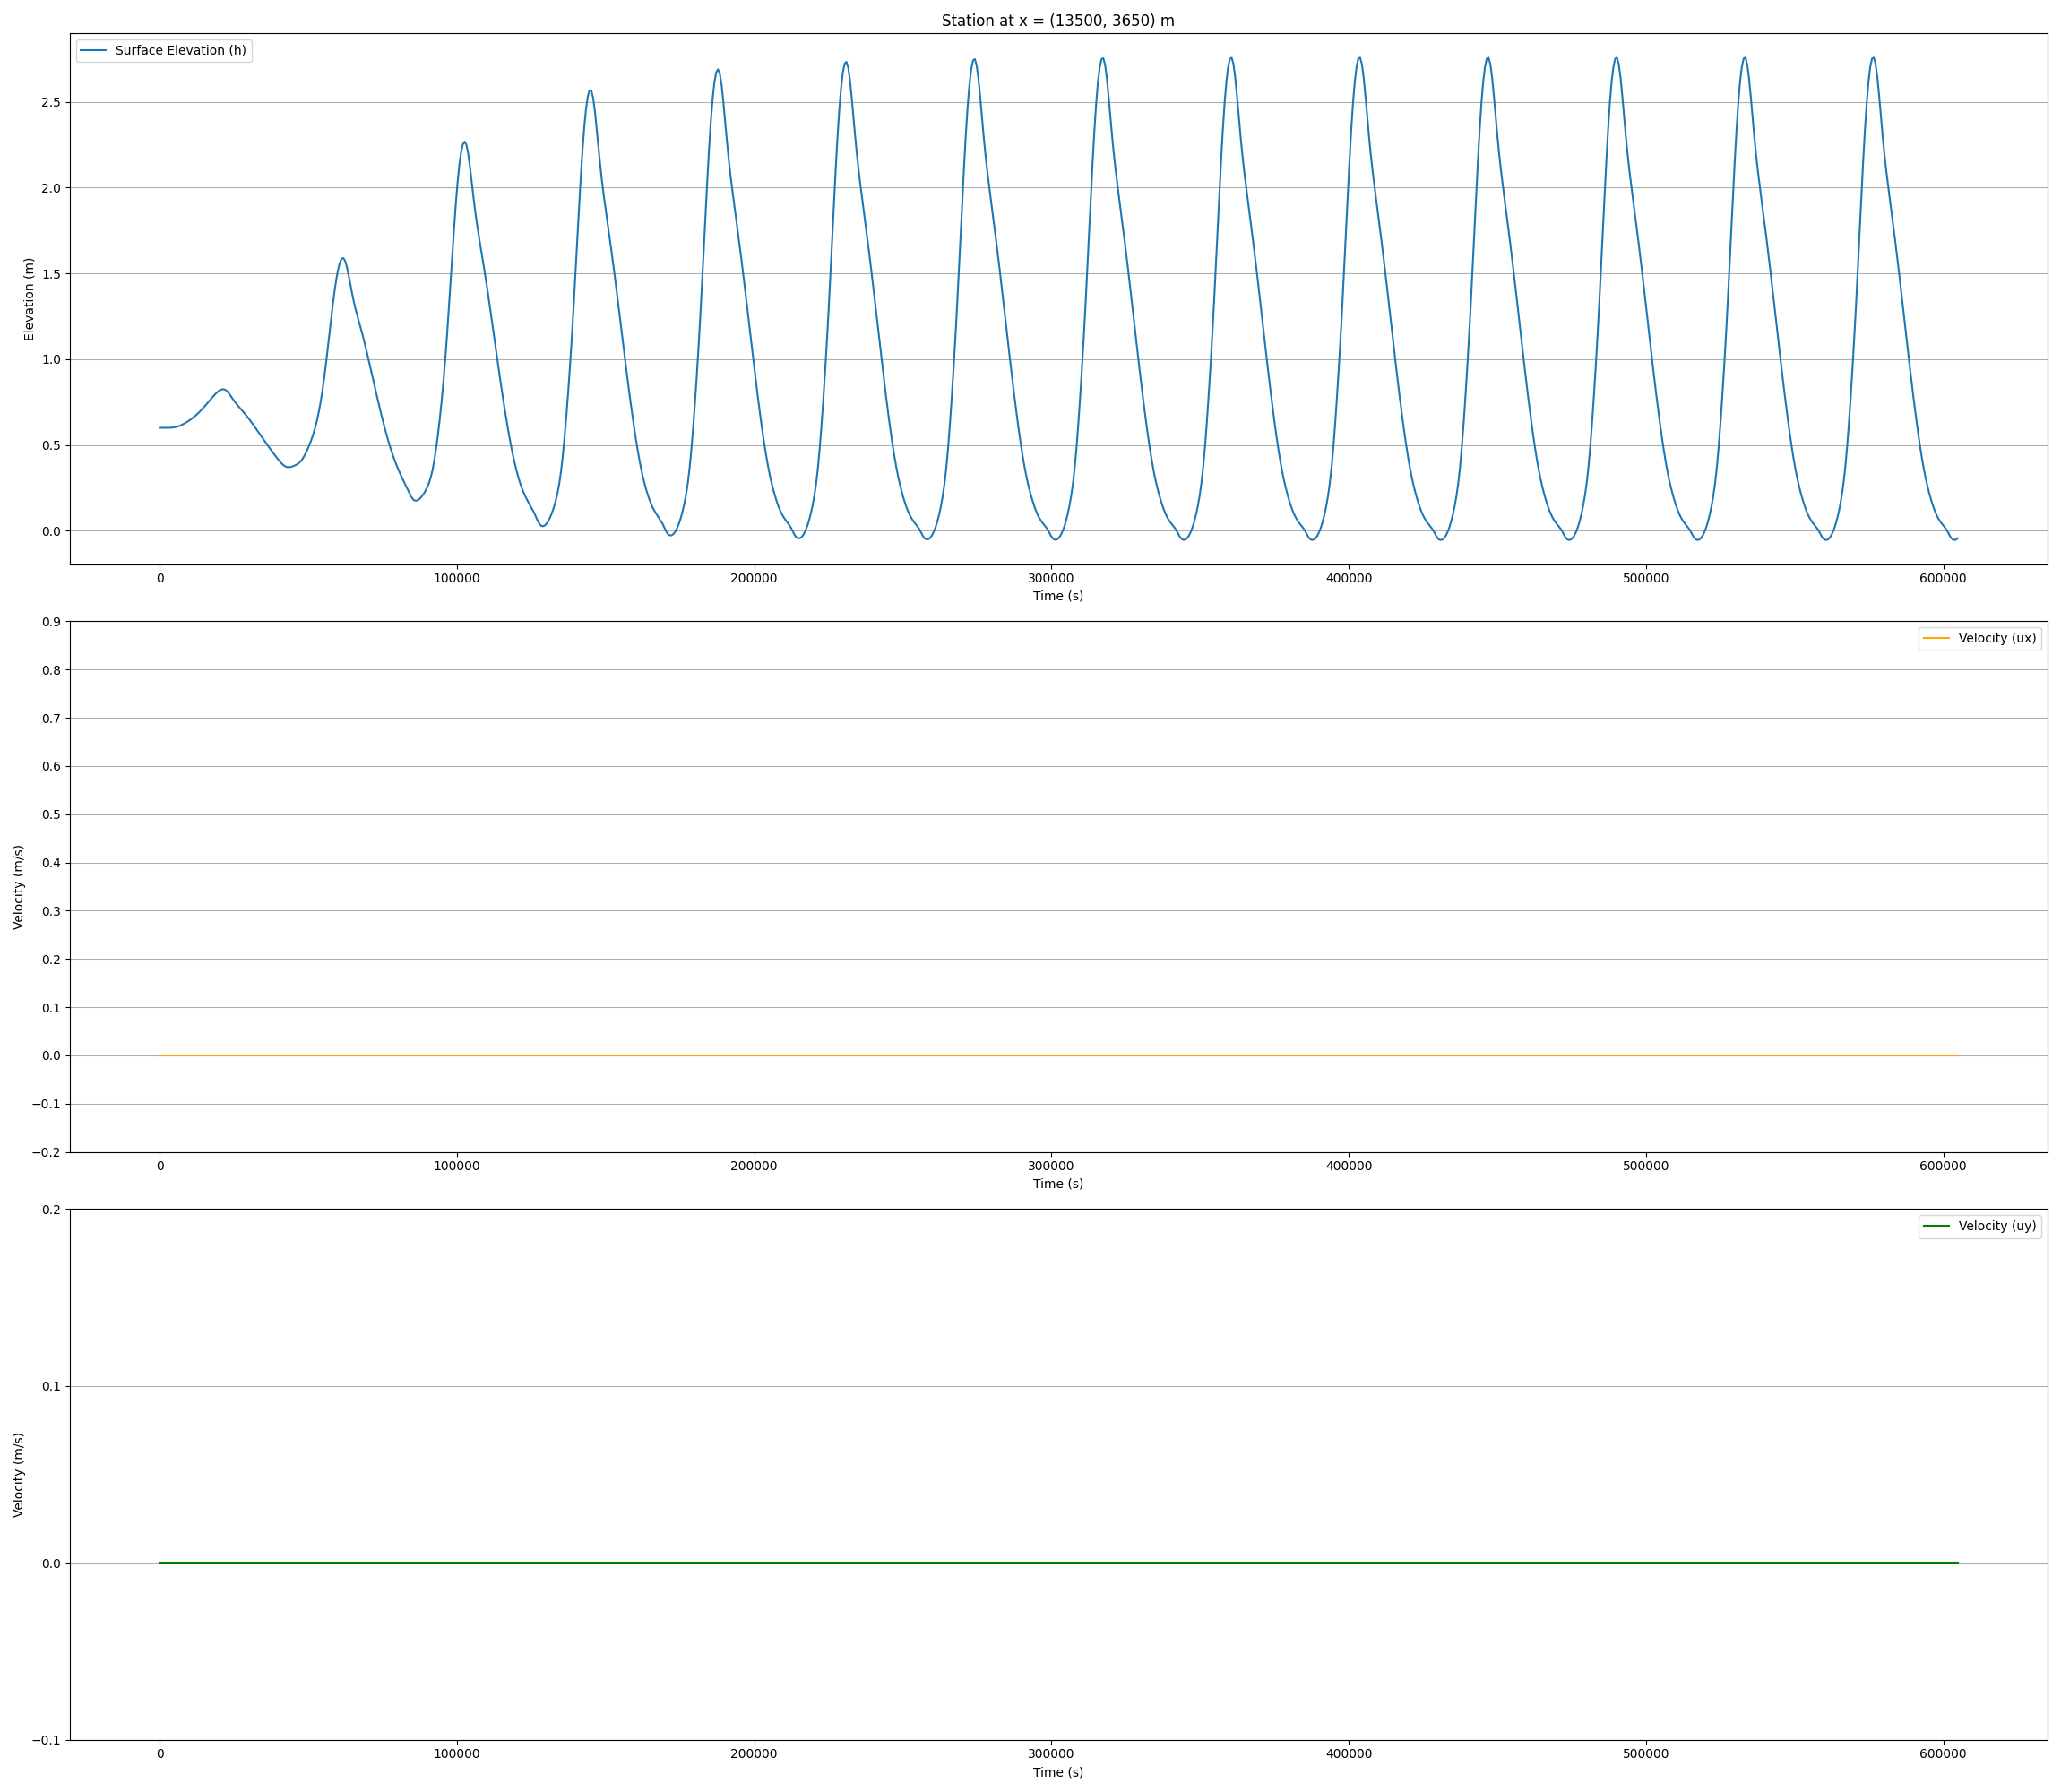 Station at x = (13500, 3650) m
Surface Elevation (h)
Elevation (m)
2.5
2.0
1.5
1.0
0.5
0.0
0 100000 200000 300000 400000 500000 600000
Time (s)
Velocity (ux)
Velocity (m/s)
0.9
0.8
0.7
0.6
0.5
0.4
0.3
0.2
0.1
0.0
−0.1
−0.2
0 100000 200000 300000 400000 500000 600000
Time (s)
Velocity (uy)
Velocity (m/s)
0.2
0.1
0.0
−0.1
0 100000 200000 300000 400000 500000 600000
Time (s)